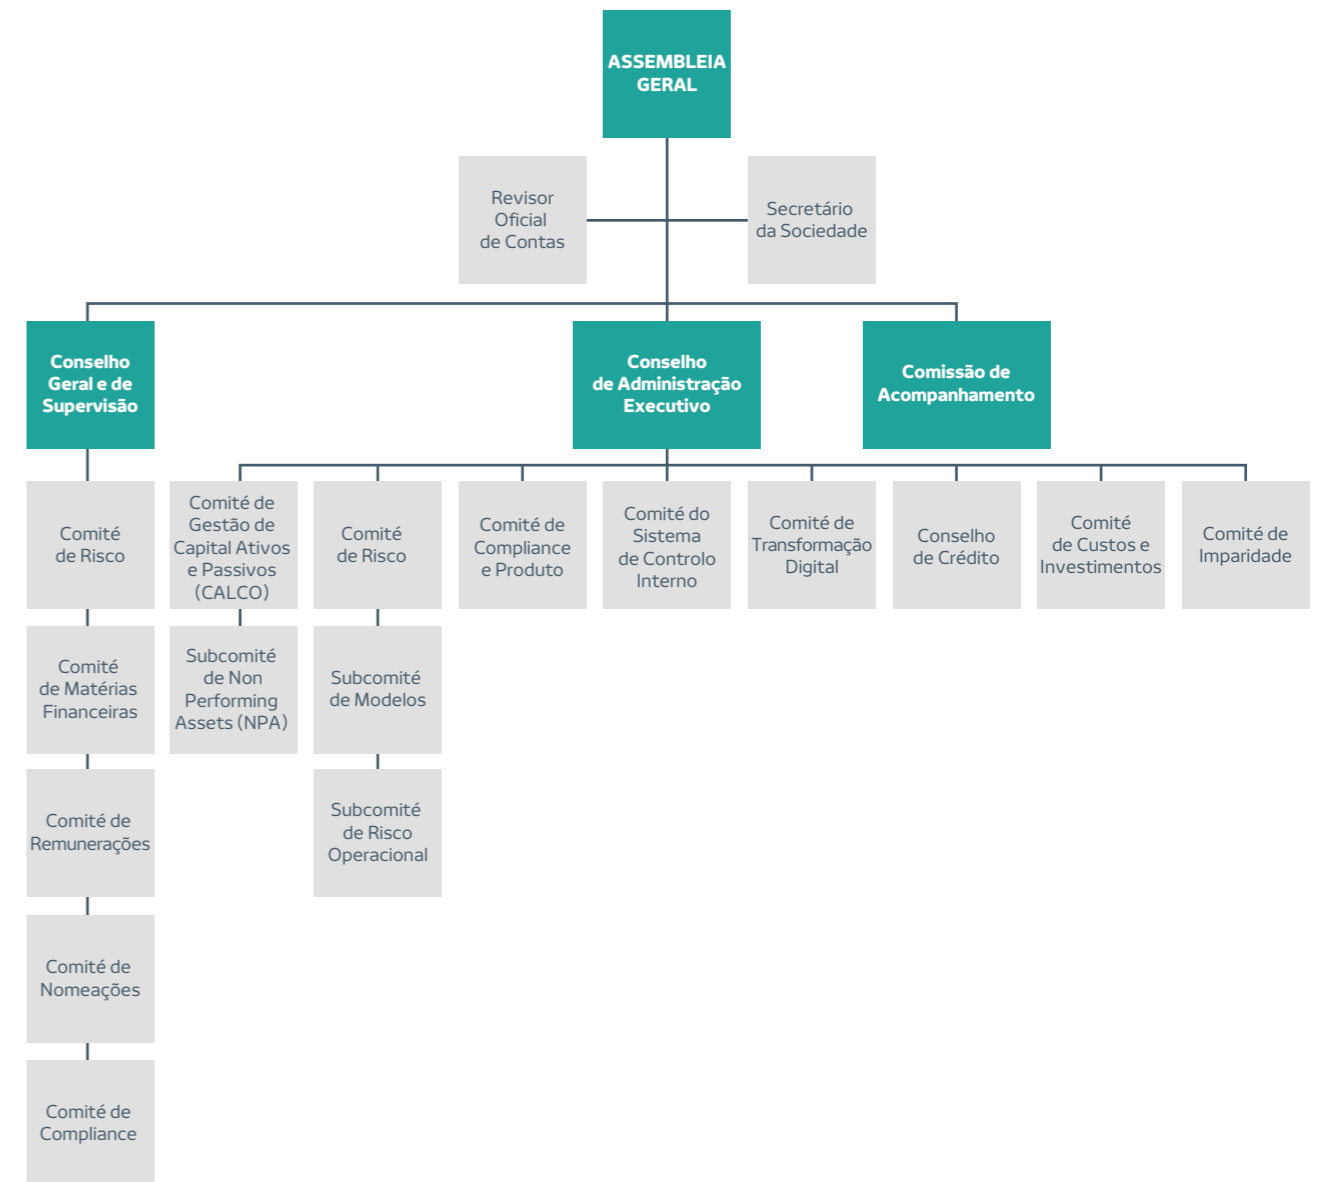 ASSEMBLEIA
GERAL
Revisor
Oficial
de Contas
Secretário
da Sociedade
Conselho
Geral e de
Supervisão
Conselho
de Administração
Executivo
Comissão de
Acompanhamento
Comité
de Risco
Comité de
Gestão de
Capital Ativos
e Passivos
(CALCO)
Comité
de Risco
Comité de
Compliance
e Produto
Comité do
Sistema
de Controlo
Interno
Comité de
Transformação
Digital
Conselho
de Crédito
Comité
de Custos e
Investimentos
Comité de
Imparidade
Comité
de Matérias
Financeiras
Subcomité
de Non
Performing
Assets (NPA)
Subcomité
de Modelos
Comité de
Remunerações
Subcomité
de Risco
Operacional
Comité de
Nomeações
Comité de
Compliance